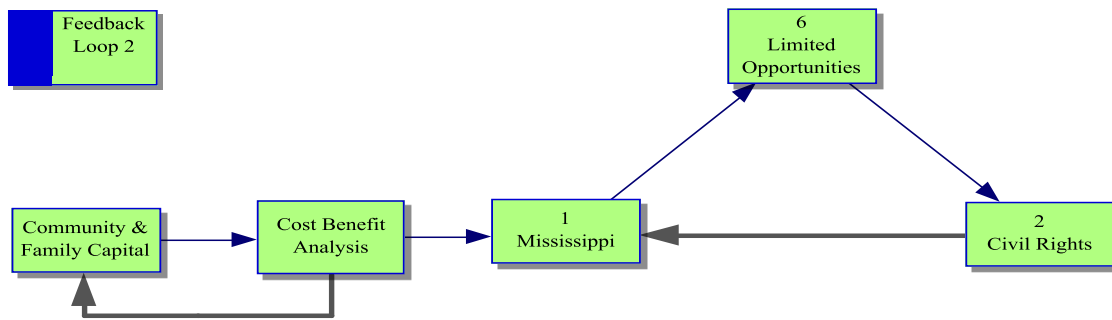 Feedback
Loop 2
6
Limited
Opportunities
Community &
Family Capital
Cost Benefit
Analysis
1
Mississippi
2
Civil Rights